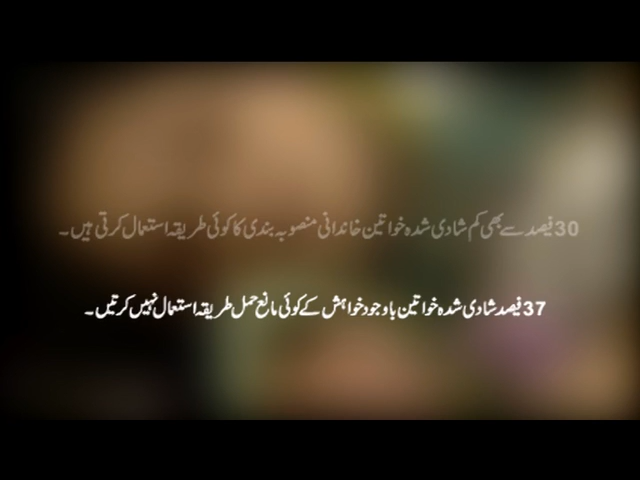 30 فیصد سے بھی کم شادی شدہ خواتین خاندانی منصوبہ بندی کا کوئی طریقہ استعمال کرتی ہیں۔
37 فیصد شادی شدہ خواتین باوجود خواہش کے کوئی مانع حمل طریقہ استعمال نہیں کرتیں۔